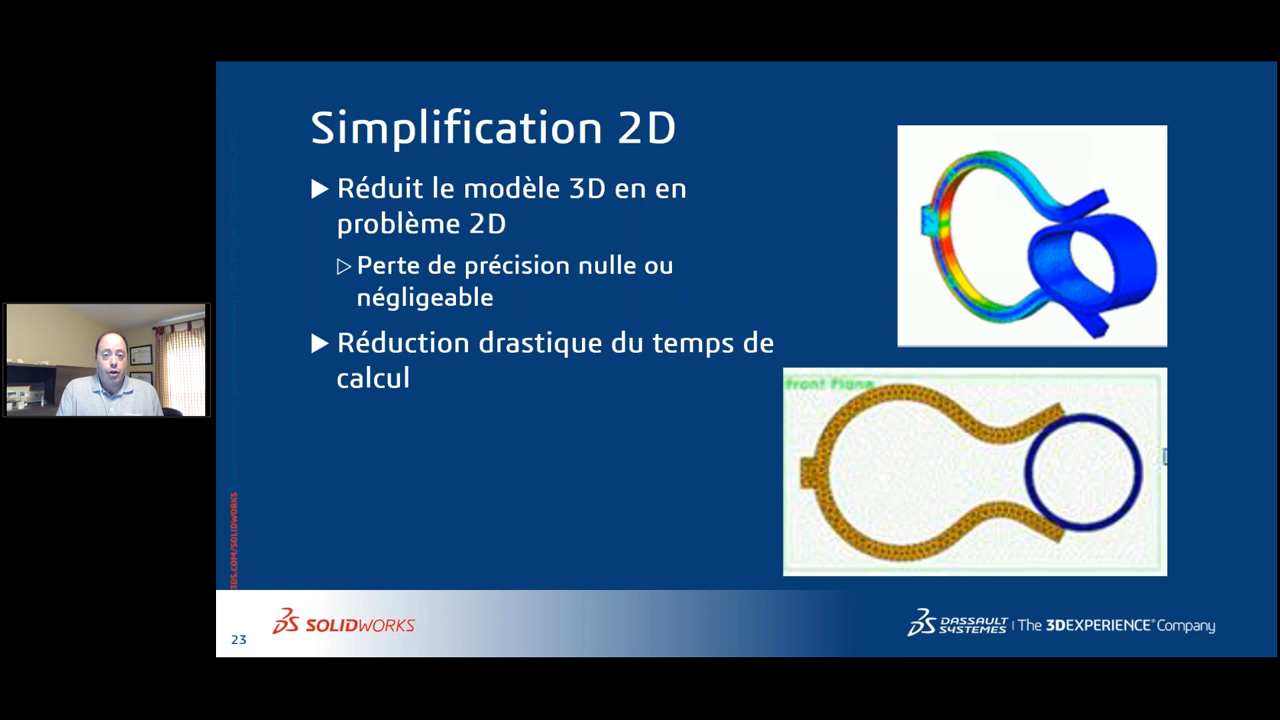 Simplification 2D
Réduit le modèle 3D en en
problème 2D
Perte de précision nulle ou
négligeable
Réduction drastique du temps de
calcul
Front Plane
3DS.COM/SOLIDWORKS
23
SOLIDWORKS
DASSAULT
SYSTEMES | The 3DEXPERIENCE® Company